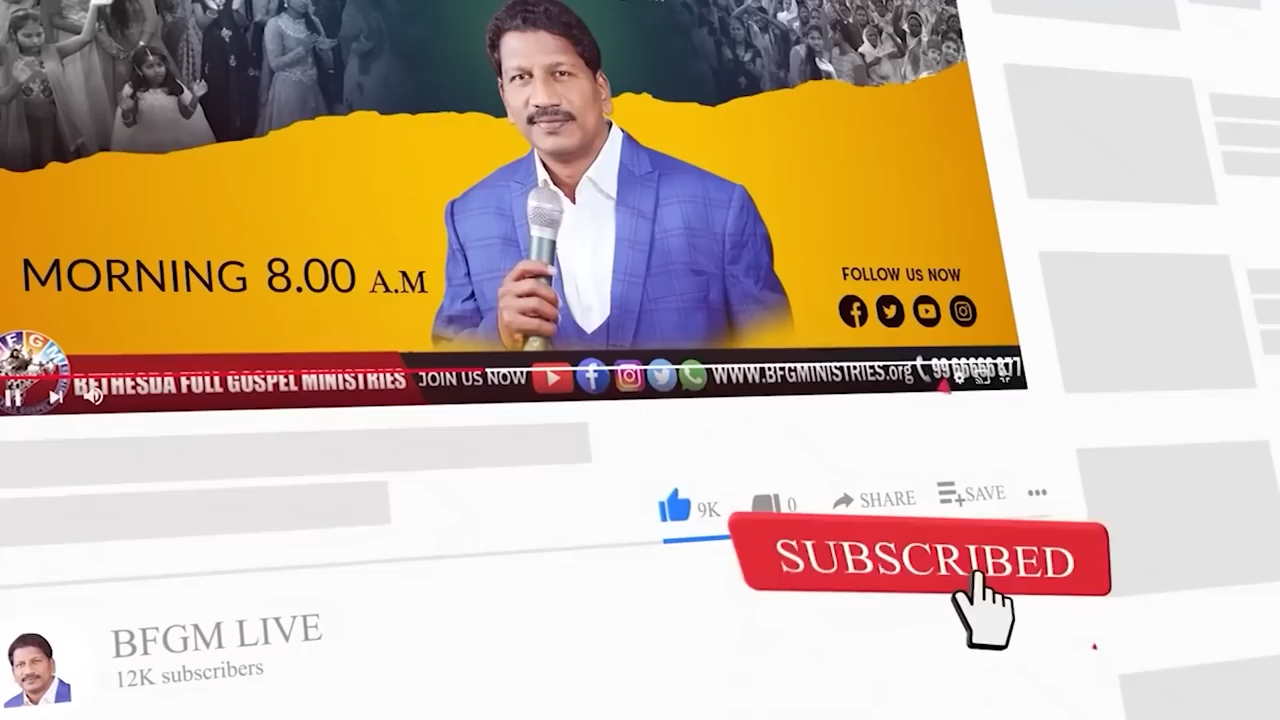 MORNING 8.00 A.M
FOLLOW US NOW
BETHESDA FULL GOSPEL MINISTRIES JOIN US NOW WWW.BFGMINISTRIES.org
9K 0 SHARE SAVE
SUBSCRIBED
BFGM LIVE
12K subscribers